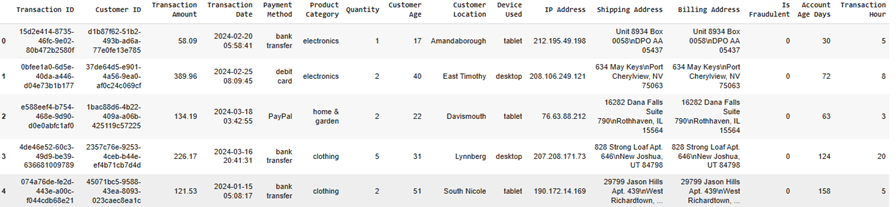 Transaction ID Customer ID Transaction Amount Transaction Date Payment Method Product Category Quantity Customer Age Customer Location Device Used IP Address Shipping Address Billing Address Is Fraudulent Account Age Days Transaction Hour
0 15d2e414-8735-46fc-9e02-80b472b2580f d1b87f62-51b2-493b-ad6a-77e0fe13e785 58.09 2024-02-20 05:58:41 bank transfer electronics 1 17 Amandaborough tablet 212.195.49.198 Unit 8934 Box 0058\nDPO AA 05437 Unit 8934 Box 0058\nDPO AA 05437 0 30 5
1 0bfee1a0-6d5e-40da-a446-d04e73b1b177 37de64d5-e901-4a56-9ea0-af0c24c069cf 389.96 2024-02-25 08:09:45 debit card electronics 2 40 East Timothy desktop 208.106.249.121 634 May Keys\nPort Cherylview, NV 75063 634 May Keys\nPort Cherylview, NV 75063 0 72 8
2 e588eef4-b754-468e-9d90-d0e0abfc1af0 1bac88d6-4b22-409a-a06b-425119c57225 134.19 2024-03-18 03:42:55 PayPal home & garden 2 22 Davismouth tablet 76.63.88.212 16282 Dana Falls Suite 790\nRothhaven, IL 15564 16282 Dana Falls Suite 790\nRothhaven, IL 15564 0 63 3
3 4de46e52-60c3-49d9-be39-636681009789 2357c76e-9253-4ceb-b44e-ef4b71cb7d4d 226.17 2024-03-16 20:41:31 bank transfer clothing 5 31 Lynnberg desktop 207.208.171.73 828 Strong Loaf Apt. 646\nNew Joshua, UT 84798 828 Strong Loaf Apt. 646\nNew Joshua, UT 84798 0 124 20
4 074a76de-fe2d-443e-a00c-f044cdb68e21 45071bc5-9588-43ea-8093-023caec8ea1c 121.53 2024-01-15 05:08:17 bank transfer clothing 2 51 South Nicole tablet 190.172.14.169 29799 Jason Hills Apt. 439\nWest Richardtown, ... 29799 Jason Hills Apt. 439\nWest Richardtown, ... 0 158 5